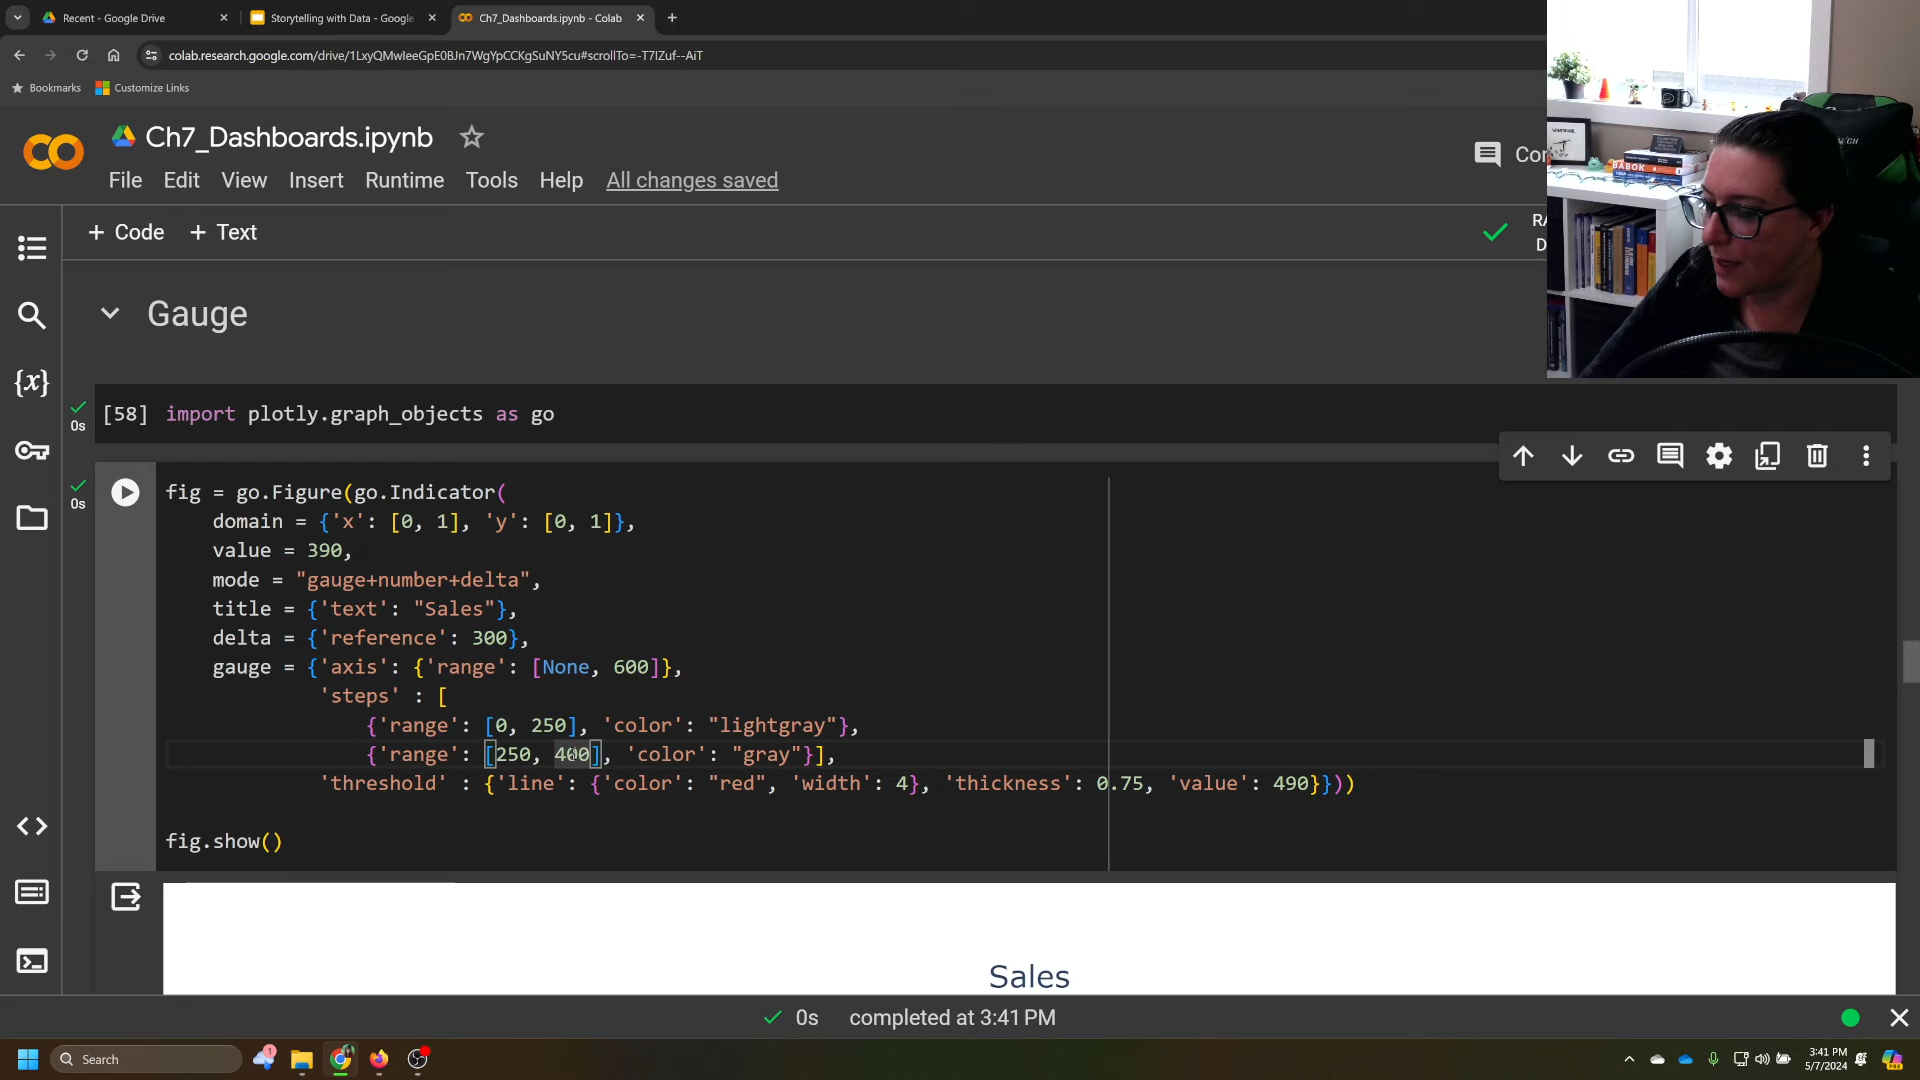 Recent - Google Drive
Storytelling with Data - Google
Ch7_Dashboards.ipynb - Colab
colab.research.google.com/drive/1LxyQMwIeeGpE0BJn7WgYpCCKgSuNY5cu#scrollTo=-T7IZuf--AiT
Bookmarks
Customize Links
Ch7_Dashboards.ipynb
File Edit View Insert Runtime Tools Help All changes saved
+ Code + Text
Gauge
[58] import plotly.graph_objects as go
0s
fig = go.Figure(go.Indicator(
0s
domain = {'x': [0, 1], 'y': [0, 1]},
value = 390,
mode = "gauge+number+delta",
title = {'text': "Sales"},
delta = {'reference': 300},
gauge = {'axis': {'range': [None, 600]},
'steps' : [
{'range': [0, 250], 'color': "lightgray"},
{'range': [250, 400], 'color': "gray"}],
'threshold' : {'line': {'color': "red", 'width': 4}, 'thickness': 0.75, 'value': 490}}))
fig.show()
Sales
0s completed at 3:41 PM
Search
3:41 PM
5/7/2024